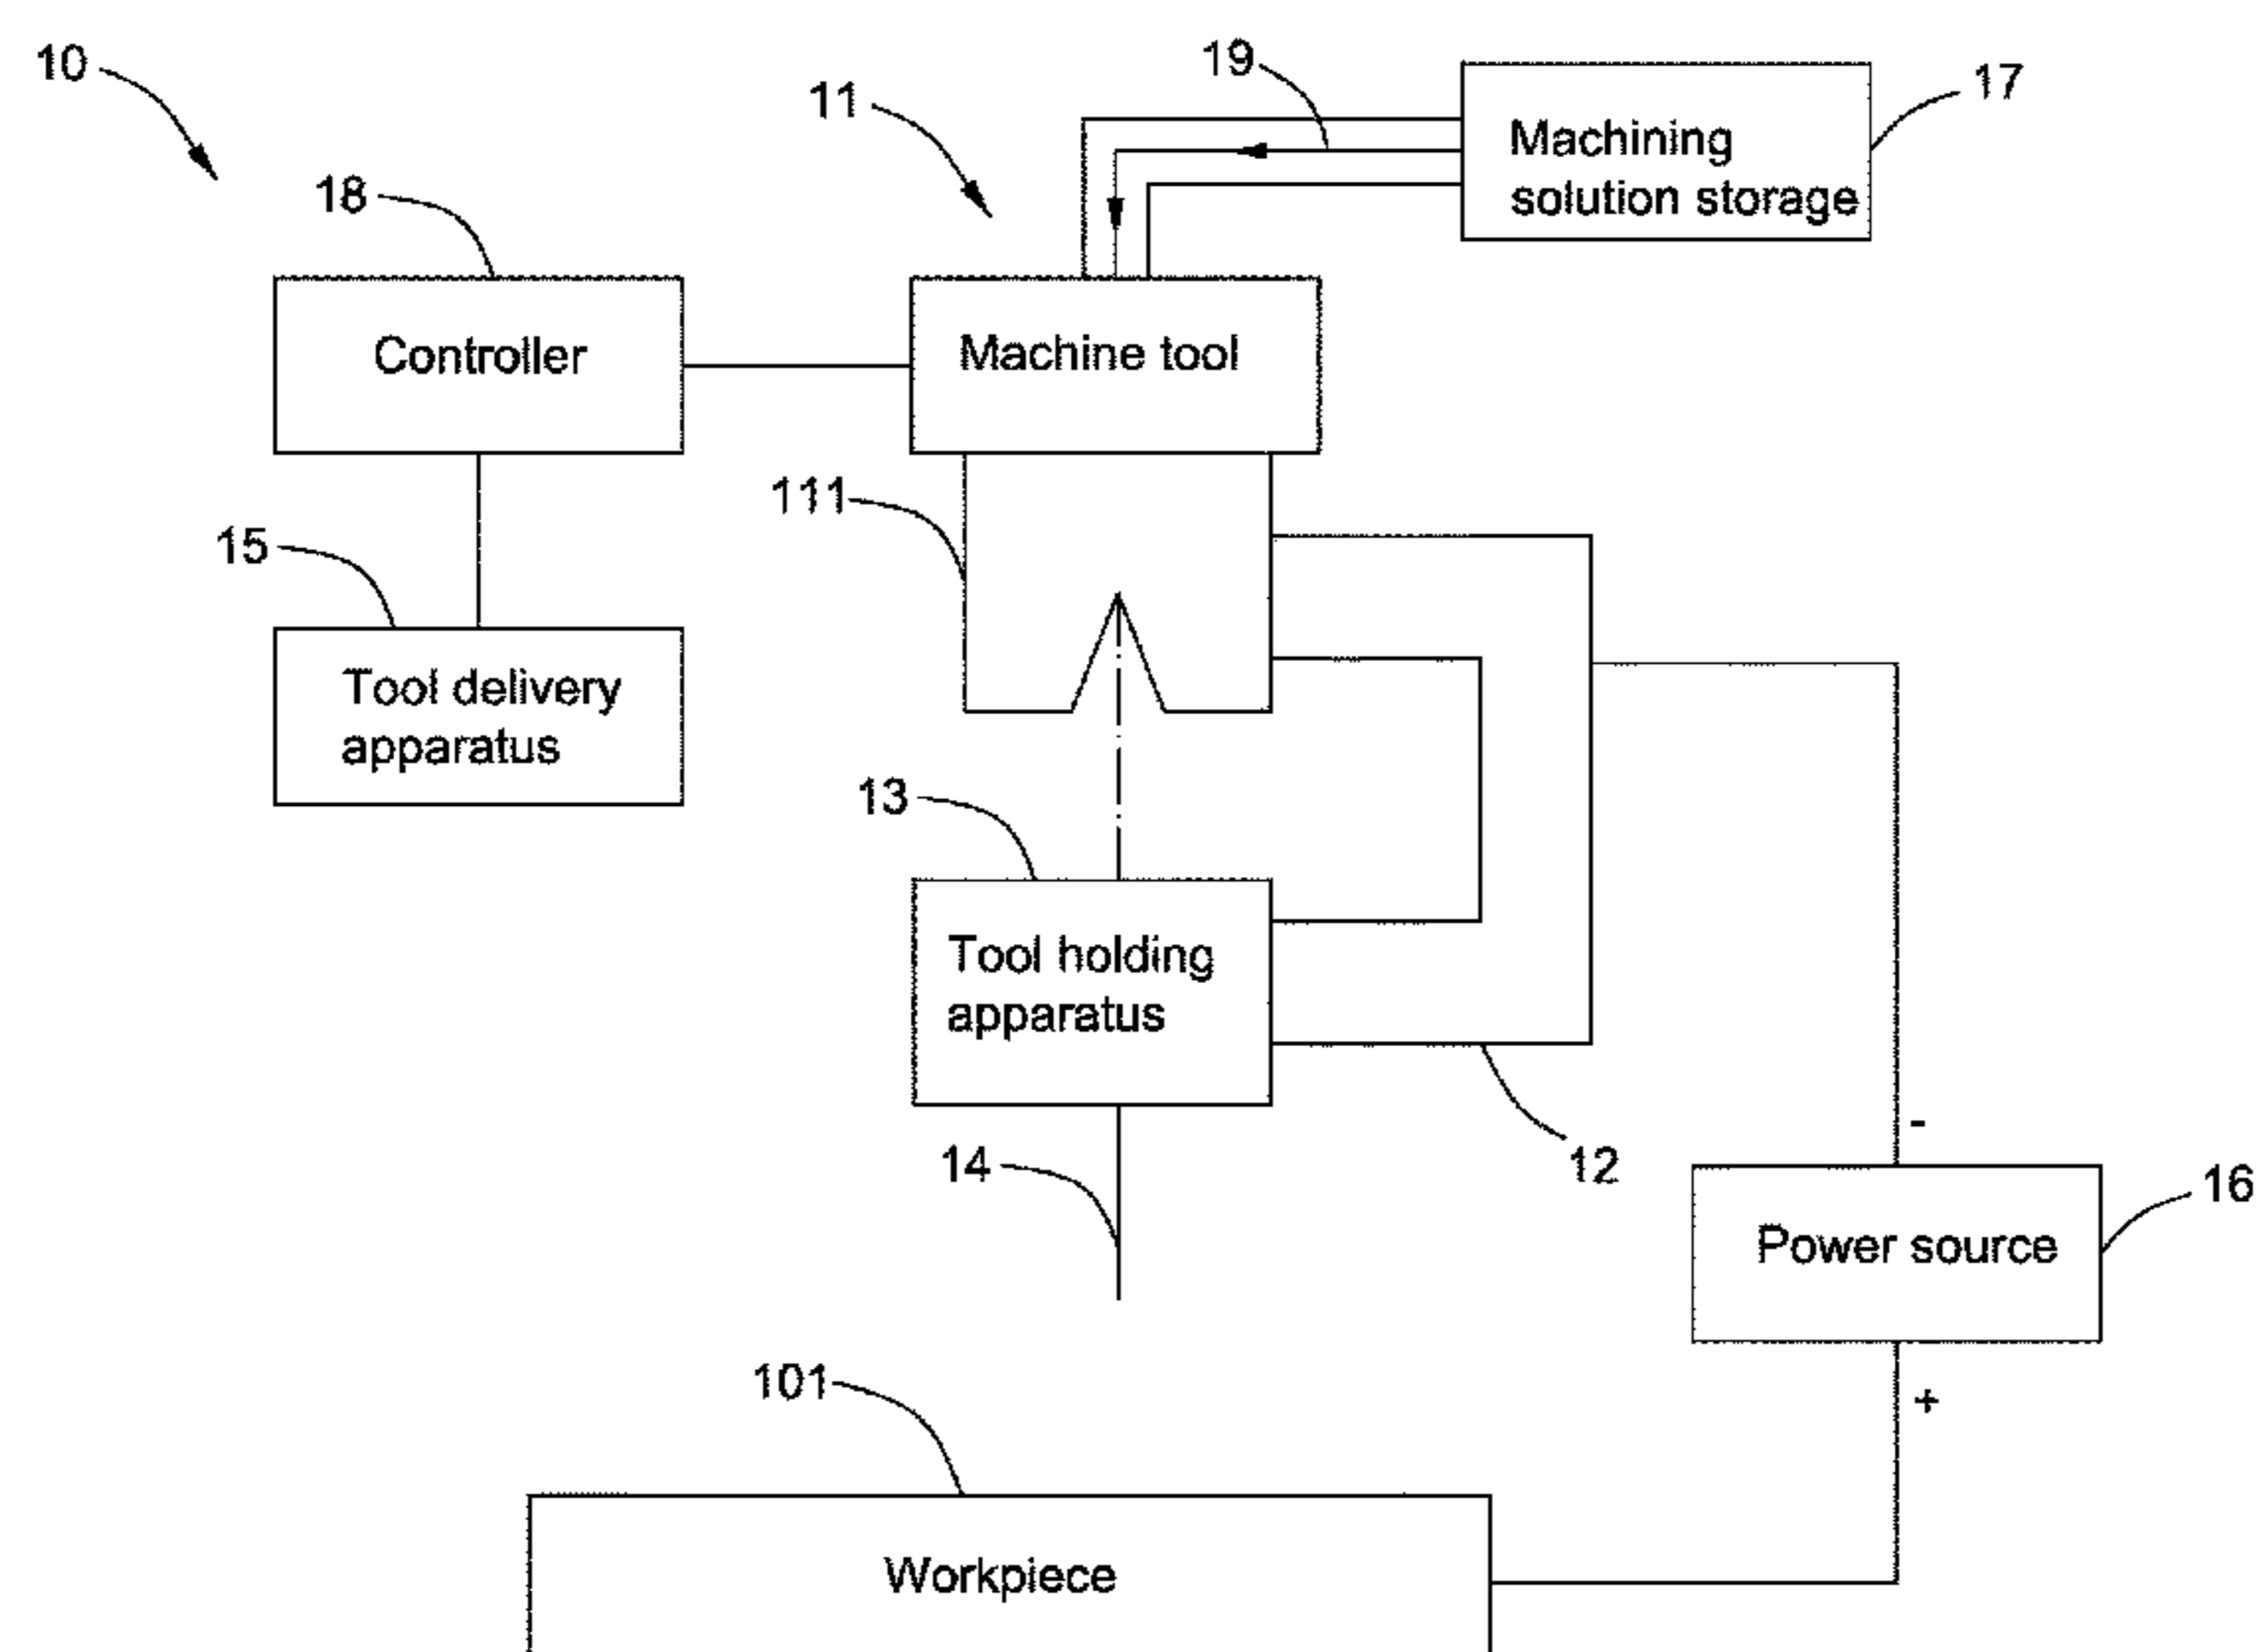 10
11
19
17
Machining
solution storage
18
Controller
Machine tool
111
15
Tool delivery
apparatus
13
Tool holding
apparatus
14
12
-
16
Power source
+
101
Workpiece